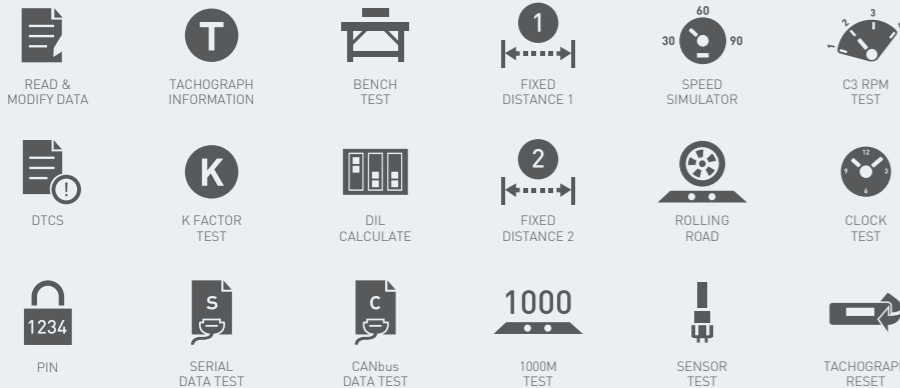 READ &
MODIFY DATA
T
TACHOGRAPH
INFORMATION
BENCH
TEST
1
FIXED
DISTANCE 1
60
30 90
SPEED
SIMULATOR
1 2 3
C3 RPM
TEST
DTCS
K
K FACTOR
TEST
DIL
CALCULATE
2
FIXED
DISTANCE 2
ROLLING
ROAD
12
9 3
6
CLOCK
TEST
1234
PIN
S
SERIAL
DATA TEST
C
CANbus
DATA TEST
1000
1000M
TEST
SENSOR
TEST
TACHOGRAPH
RESET